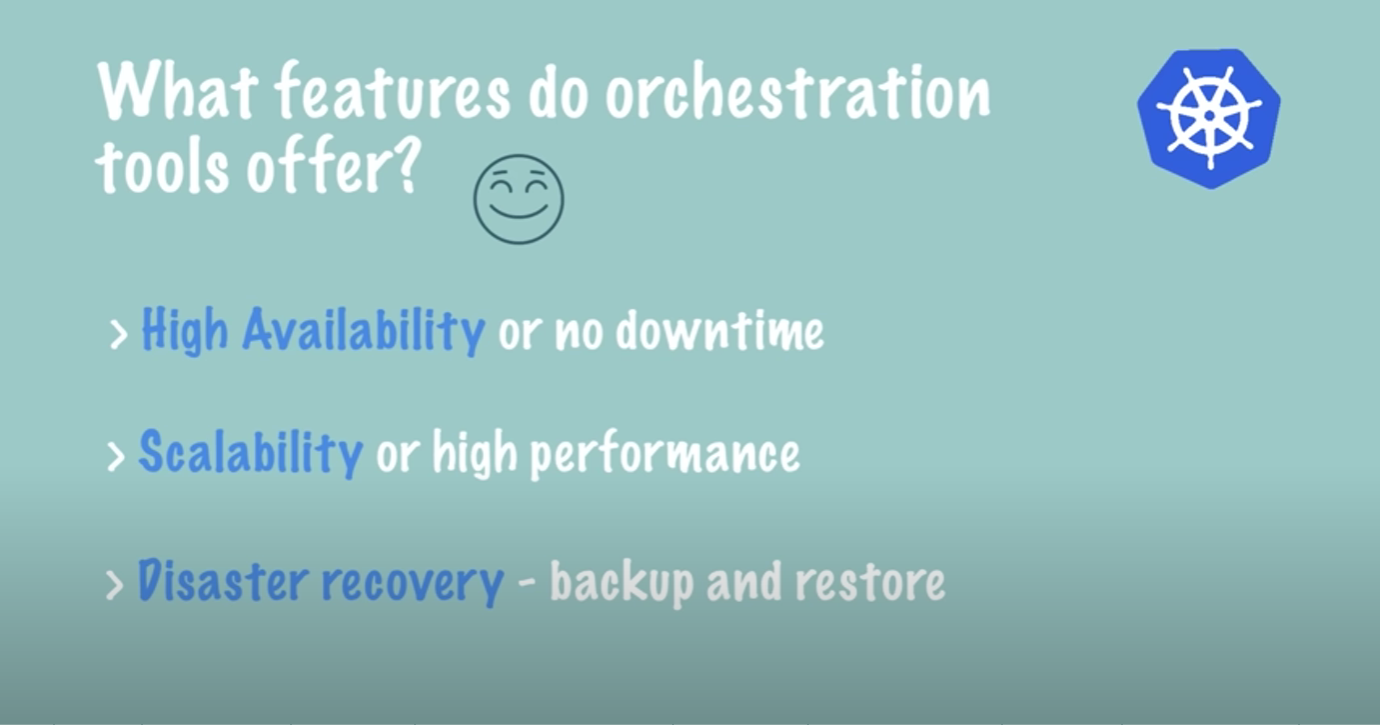 What features do orchestration
tools offer?
> High Availability or no downtime
> Scalability or high performance
> Disaster recovery - backup and restore